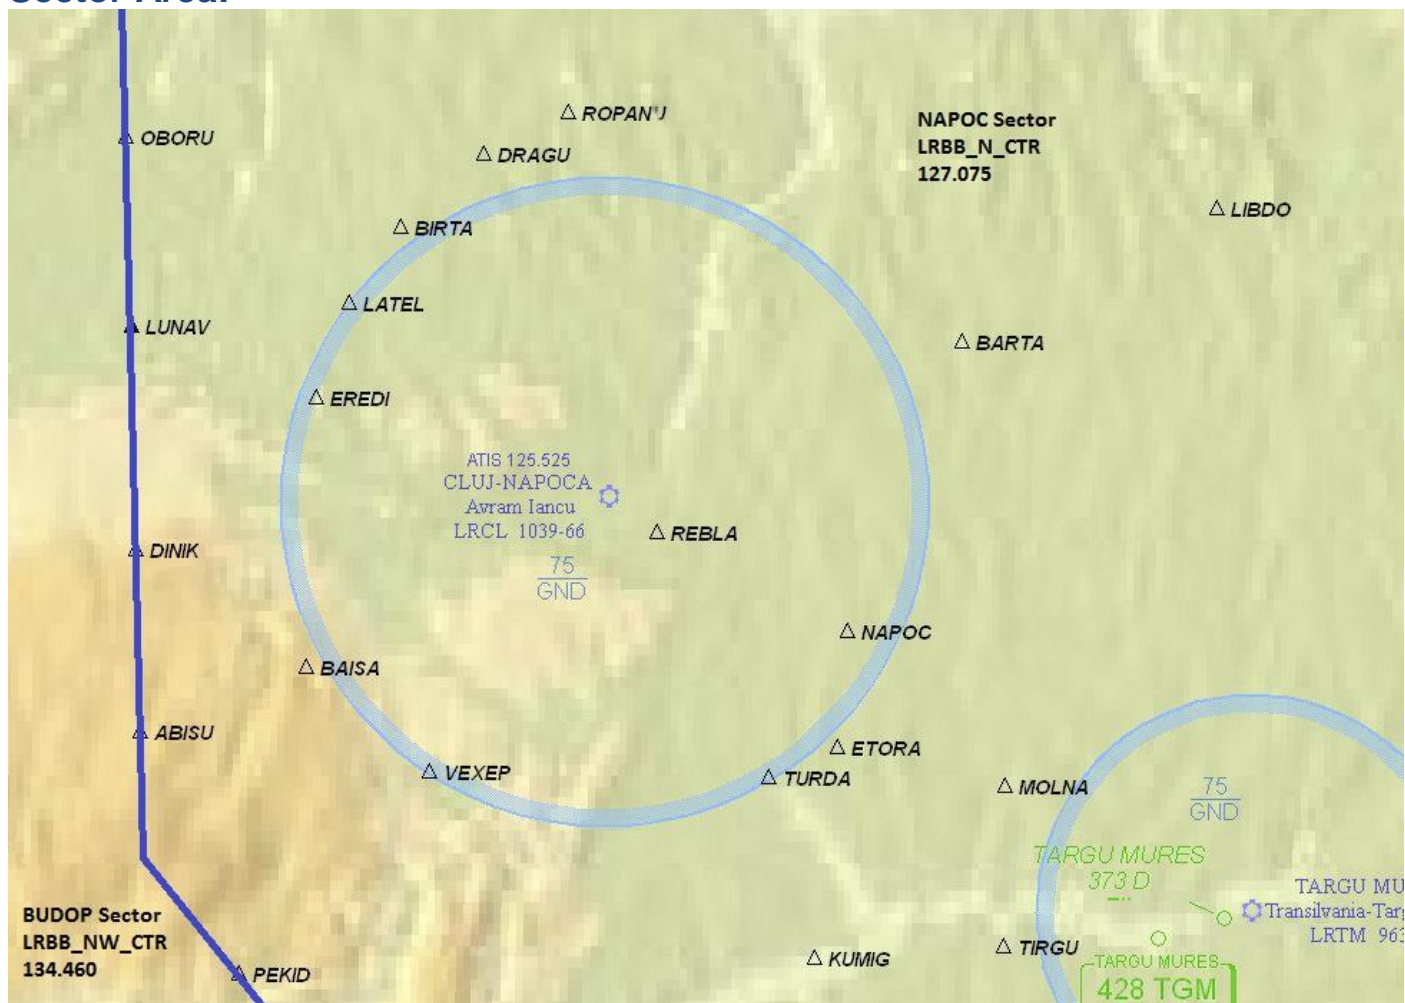 Sector Area:
ROPAN'J
NAPOC Sector
LRBB_N_CTR
127.075
OBORU
DRAGU
LIBDO
BIRTA
LATEL
LUNAV
BARTA
EREDI
ATIS 125.525
CLUJ-NAPOCA
Avram Iancu
LRCL 1039-66
REBLA
DINIK
75
GND
NAPOC
BAISA
ABISU
ETORA
VEXEP
TURDA
MOLNA
75
GND
TARGU MURES
373 D
TARGU MU
Transilvania-Targ
LRTM 963
BUDOP Sector
LRBB_NW_CTR
134.460
PEKID
KUMIG
TIRGU
TARGU MURES
428 TGM